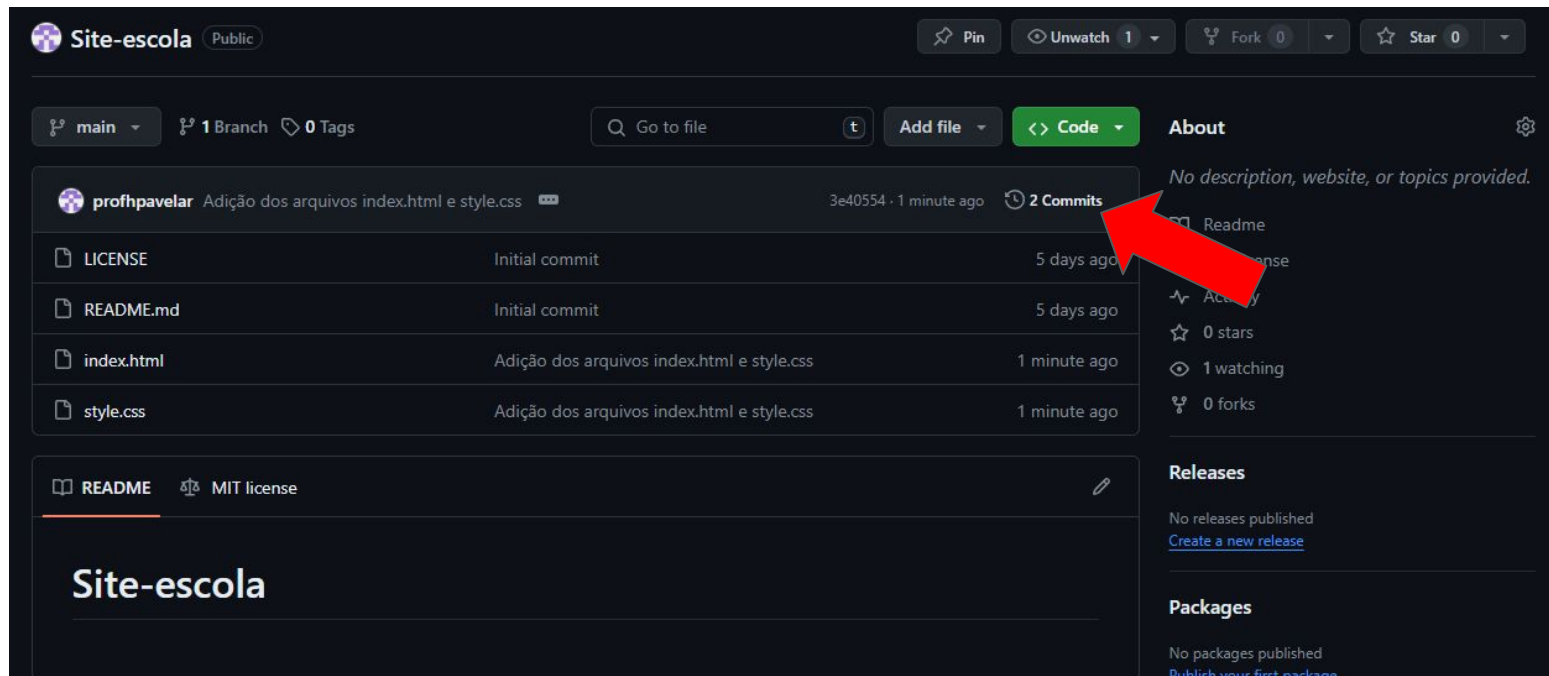 Site-escola Public Pin Unwatch 1 Fork 0 Star 0
main 1 Branch 0 Tags Go to file t Add file <> Code
profhpavelar Adição dos arquivos index.html e style.css 3e40554 · 1 minute ago 2 Commits
LICENSE Initial commit 5 days ago
README.md Initial commit 5 days ago
index.html Adição dos arquivos index.html e style.css 1 minute ago
style.css Adição dos arquivos index.html e style.css 1 minute ago
README MIT license
Site-escola
About
No description, website, or topics provided.
Readme
0 stars
1 watching
0 forks
Releases
No releases published
Create a new release
Packages
No packages published
Publish your first package